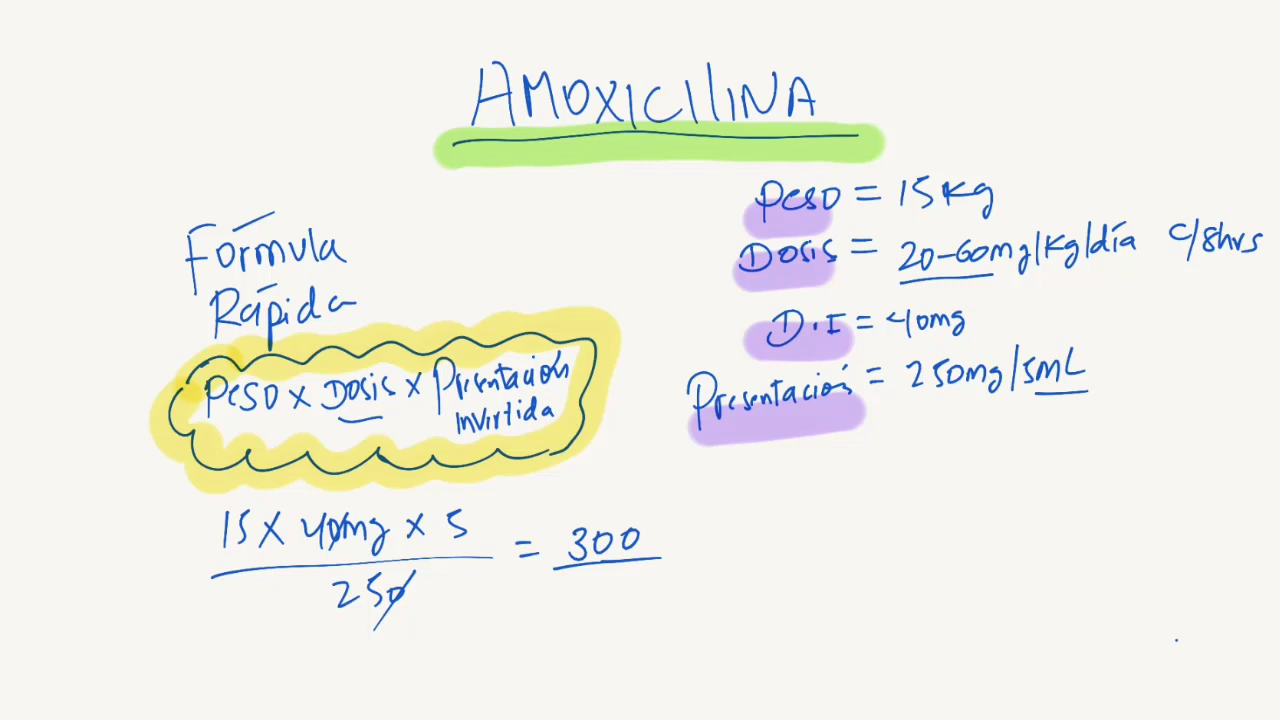 AMOXICILINA
Fórmula
Rápida
Peso x Dosis x Presentación
Invirtida
15 x 40mg x 5
250
= 300
Peso = 15Kg
Dosis = 20-60mg/Kg/día c/8hrs
D.I = 40mg
Presentación = 250mg/5mL